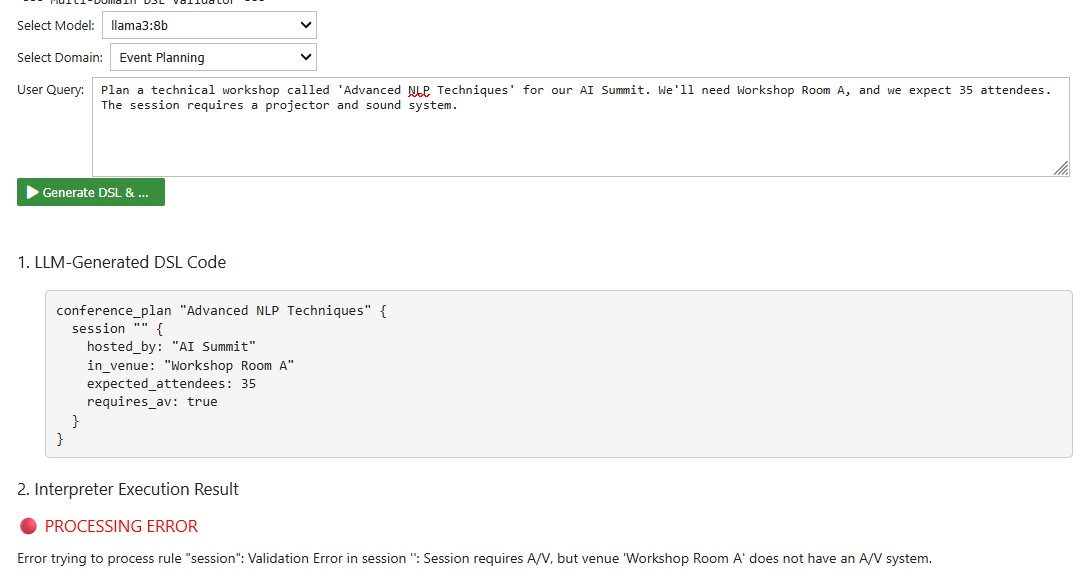 --- Multi-Domain DSL Validator ---
Select Model: llama3:8b
Select Domain: Event Planning
User Query: Plan a technical workshop called 'Advanced NLP Techniques' for our AI Summit. We'll need Workshop Room A, and we expect 35 attendees.
The session requires a projector and sound system.
Generate DSL & ...
1. LLM-Generated DSL Code
conference_plan "Advanced NLP Techniques" {
  session "" {
    hosted_by: "AI Summit"
    in_venue: "Workshop Room A"
    expected_attendees: 35
    requires_av: true
  }
}
2. Interpreter Execution Result
PROCESSING ERROR
Error trying to process rule "session": Validation Error in session '': Session requires A/V, but venue 'Workshop Room A' does not have an A/V system.